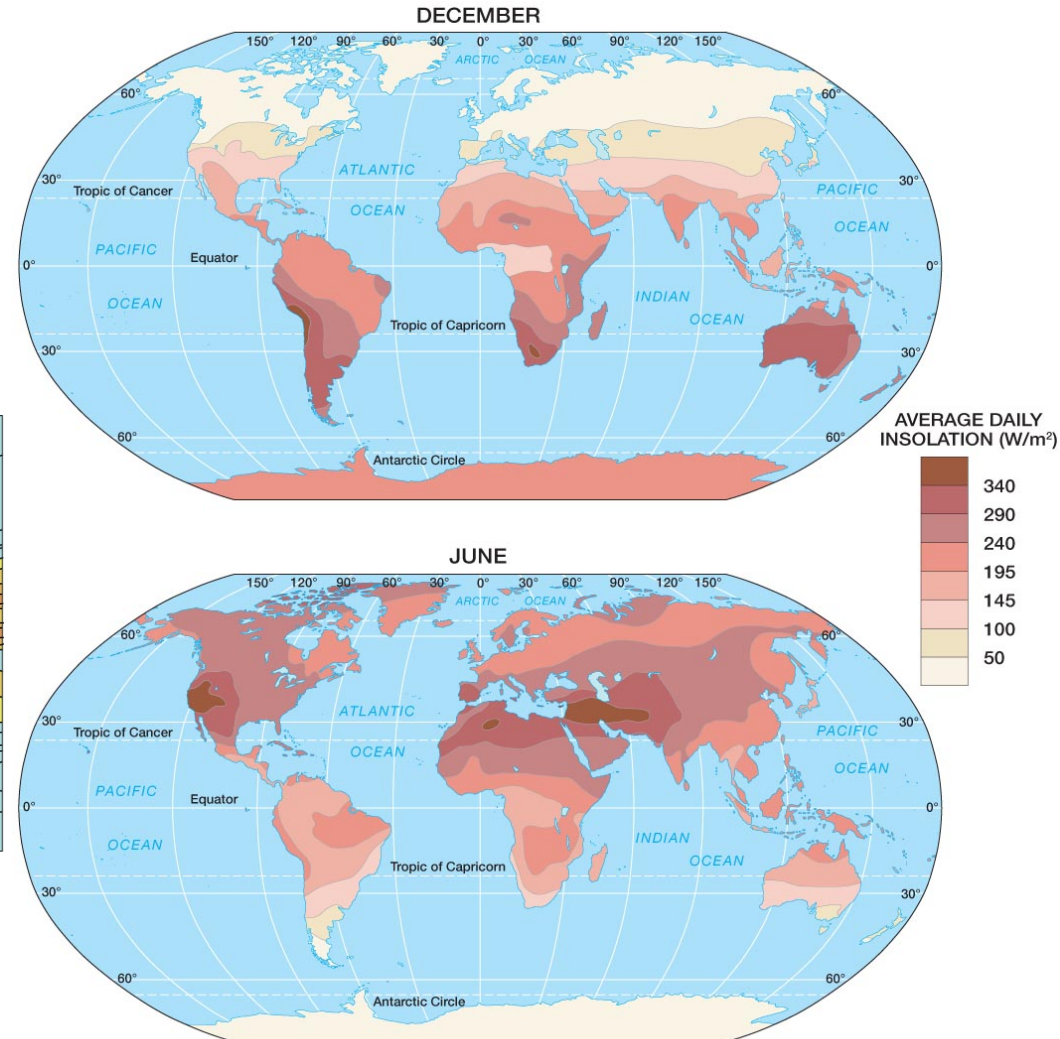 DECEMBER
150° 120° 90° 60° 30° 0° 30° 60° 90° 120° 150°
ARCTIC OCEAN
60° 60°
ATLANTIC
OCEAN
30° 30°
Tropic of Cancer
PACIFIC
OCEAN
PACIFIC
Equator
0° 0°
OCEAN
INDIAN
OCEAN
Tropic of Capricorn
30° 30°
60° 60°
Antarctic Circle
AVERAGE DAILY
INSOLATION (W/m²)
340
290
240
195
145
100
50
JUNE
150° 120° 90° 60° 30° 0° 30° 60° 90° 120° 150°
ARCTIC OCEAN
60° 60°
ATLANTIC
OCEAN
30° 30°
Tropic of Cancer
PACIFIC
OCEAN
PACIFIC
Equator
0° 0°
OCEAN
INDIAN
OCEAN
Tropic of Capricorn
30° 30°
60° 60°
Antarctic Circle